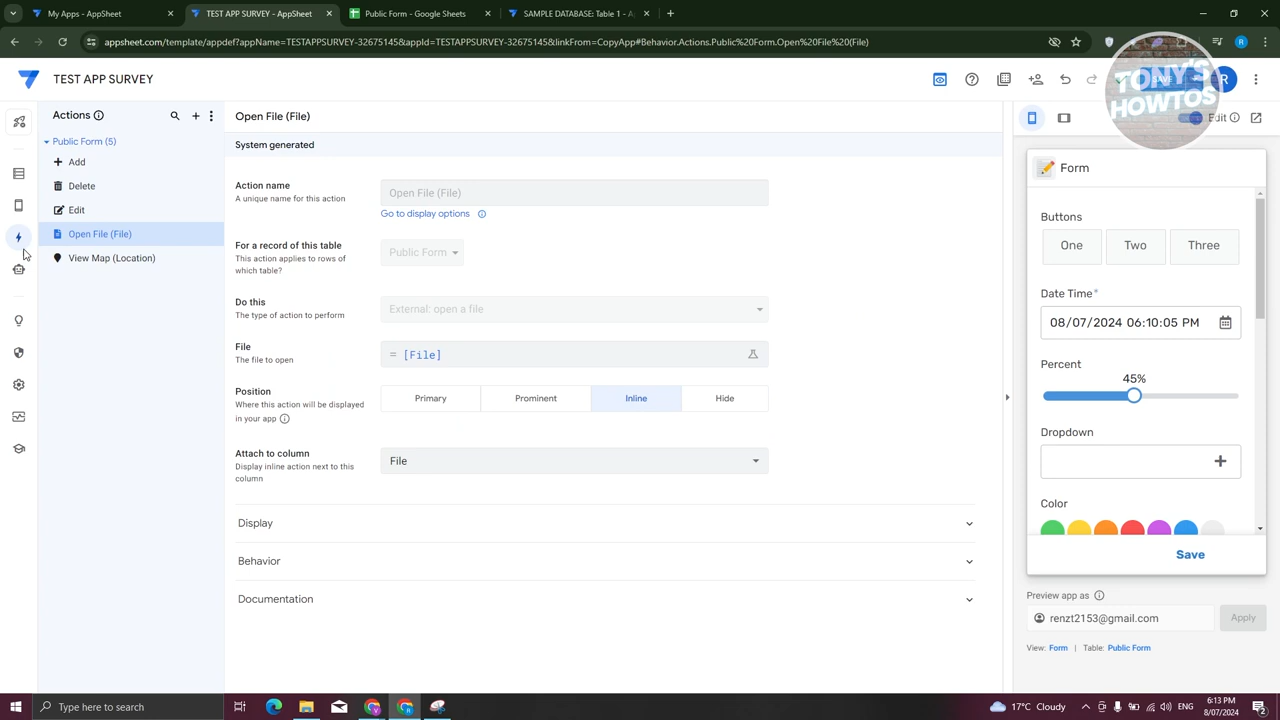 My Apps - AppSheet
TEST APP SURVEY - AppSheet
Public Form - Google Sheets
SAMPLE DATABASE: Table 1 - A
appsheet.com/template/appdef?appName=TESTAPPSURVEY-32675145&appId=TESTAPPSURVEY-32675145&linkFrom=CopyApp#Behavior.Actions.Public%20Form.Open%20File%20(File)
R
TEST APP SURVEY
SAVE
R
TONY'S
HOWTOS
Actions
Open File (File)
Edit
Public Form (5)
System generated
Add
Delete
Edit
Open File (File)
View Map (Location)
Action name
A unique name for this action
Open File (File)
Go to display options
For a record of this table
This action applies to rows of
which table?
Public Form
Do this
The type of action to perform
External: open a file
File
The file to open
= [File]
Position
Where this action will be displayed
in your app
Primary
Prominent
Inline
Hide
Attach to column
Display inline action next to this
column
File
Display
Behavior
Documentation
Form
Buttons
One
Two
Three
Date Time*
08/07/2024 06:10:05 PM
Percent
45%
Dropdown
Color
Save
Preview app as
renzt2153@gmail.com
Apply
View: Form | Table: Public Form
Type here to search
17°C Cloudy
6:13 PM
8/07/2024